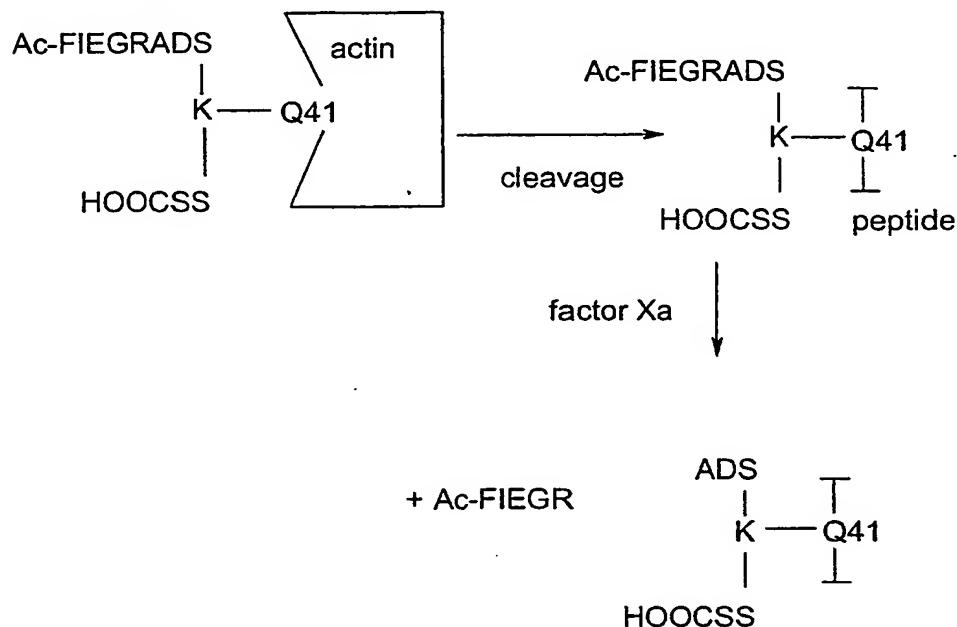 Ac-FIEGRADS
actin
K — Q41
HOOCSS
cleavage
Ac-FIEGRADS
K — Q41
HOOCSS
peptide
factor Xa
+ Ac-FIEGR
ADS
K — Q41
HOOCSS